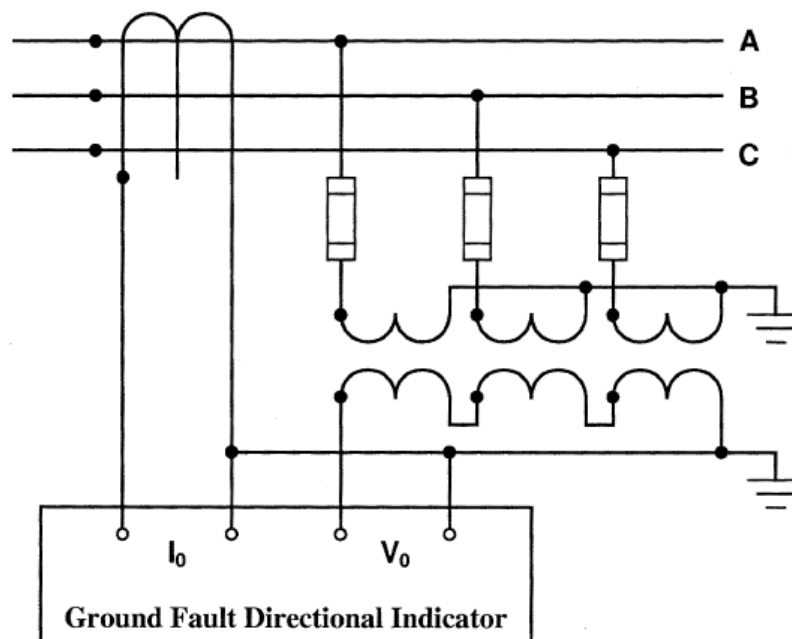 A
B
C
I₀ V₀
Ground Fault Directional Indicator